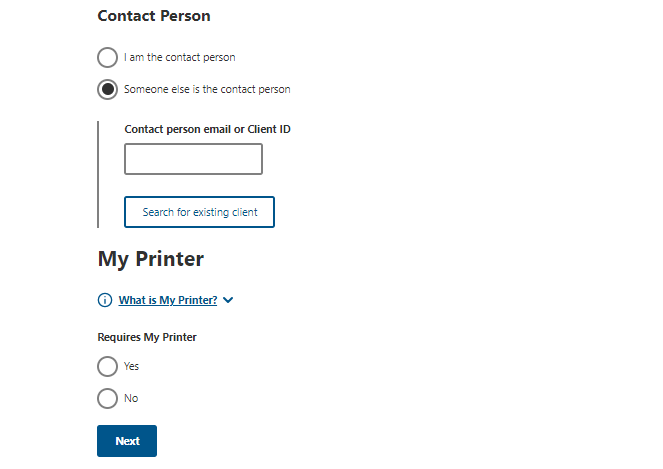 Contact Person
I am the contact person
Someone else is the contact person
Contact person email or Client ID
Search for existing client
My Printer
What is My Printer?
Requires My Printer
Yes
No
Next